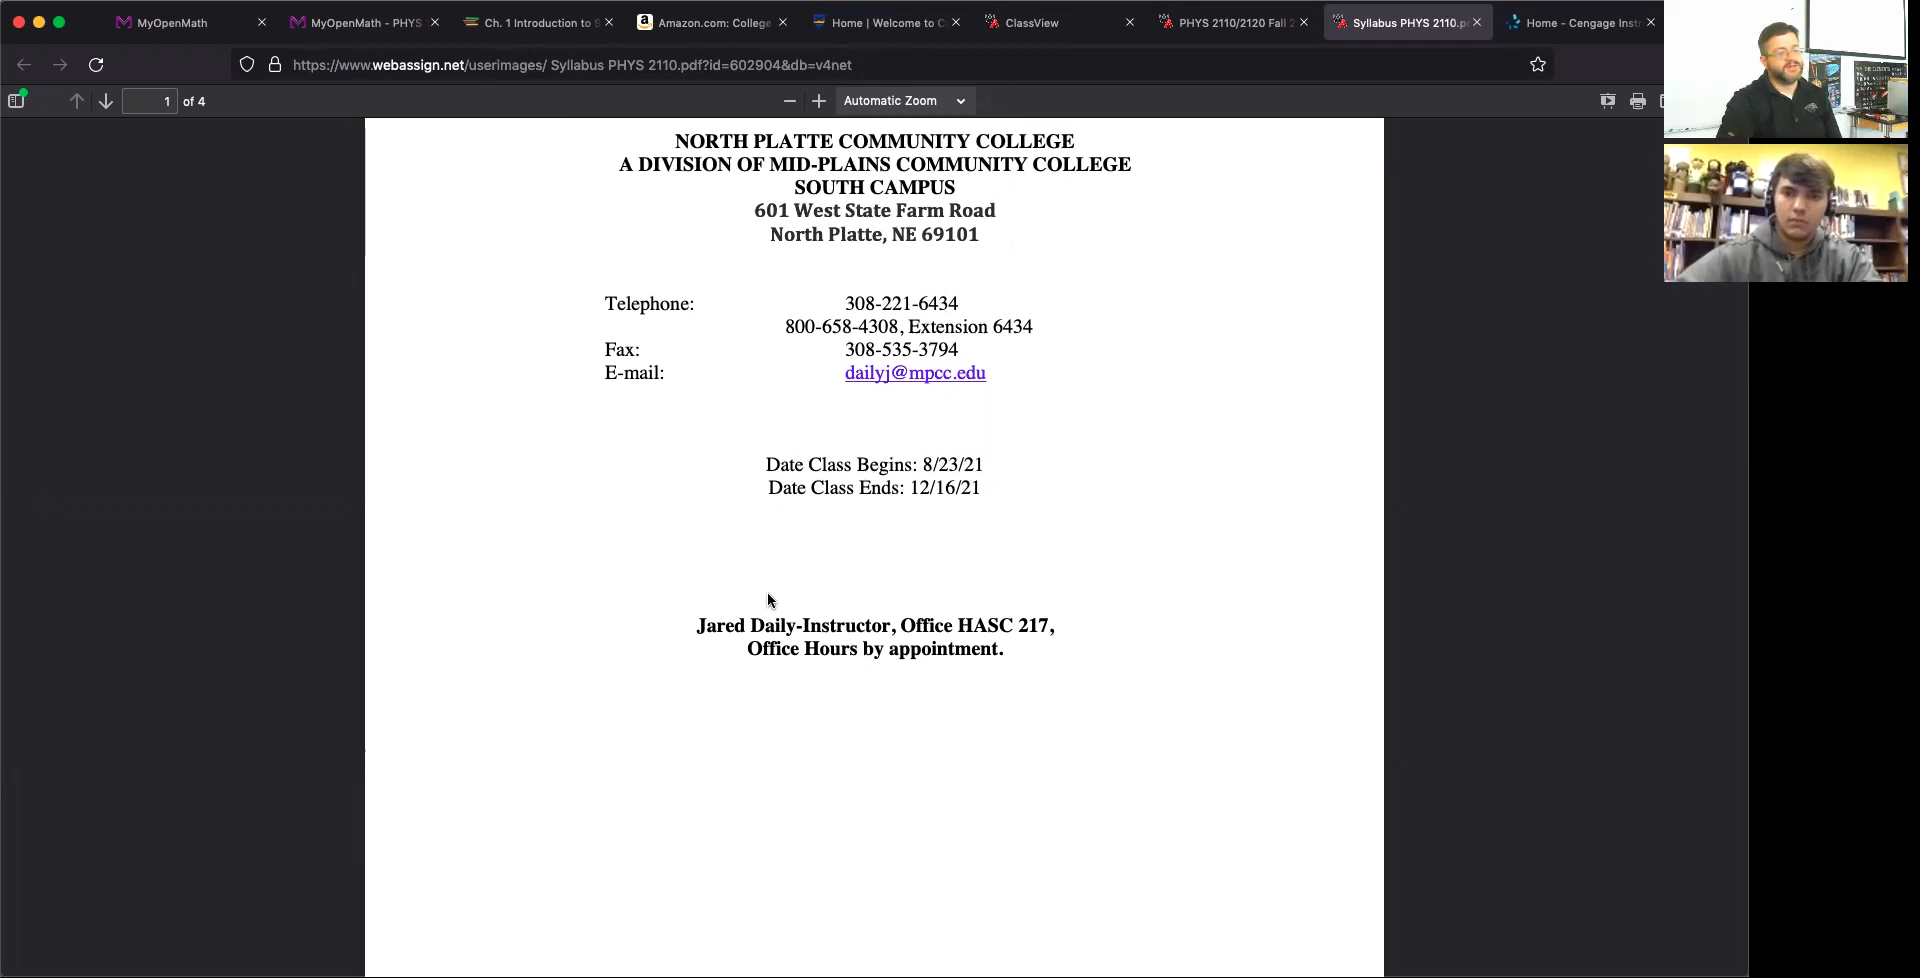 MyOpenMath
MyOpenMath - PHYS
Ch. 1 Introduction to S
Amazon.com: College
Home | Welcome to C
ClassView
PHYS 2110/2120 Fall 2
Syllabus PHYS 2110.p
Home - Cengage Inst
https://www.webassign.net/userimages/ Syllabus PHYS 2110.pdf?id=602904&db=v4net
1 of 4
Automatic Zoom
NORTH PLATTE COMMUNITY COLLEGE
A DIVISION OF MID-PLAINS COMMUNITY COLLEGE
SOUTH CAMPUS
601 West State Farm Road
North Platte, NE 69101
Telephone: 308-221-6434
800-658-4308, Extension 6434
Fax: 308-535-3794
E-mail: dailyj@mpcc.edu
Date Class Begins: 8/23/21
Date Class Ends: 12/16/21
Jared Daily-Instructor, Office HASC 217,
Office Hours by appointment.